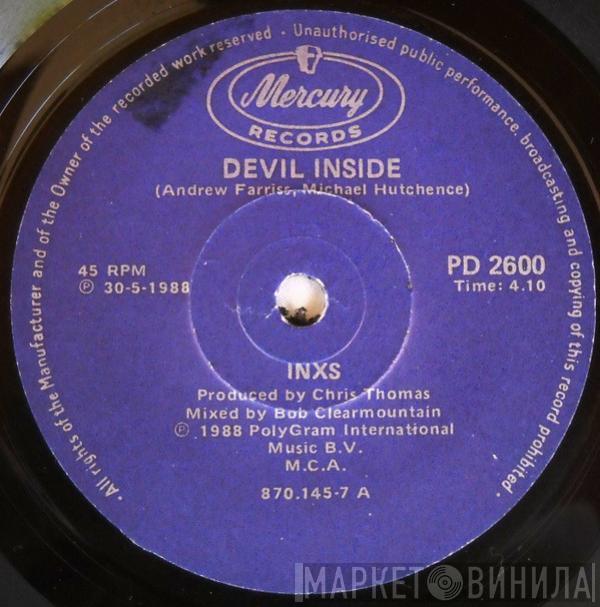 · All rights of the Manufacturer and of the Owner of the recorded work reserved · Unauthorised public performance, broadcasting and copying of this record prohibited ·
Mercury
RECORDS
DEVIL INSIDE
(Andrew Farriss, Michael Hutchence)
45 RPM
℗ 30-5-1988
PD 2600
Time: 4.10
INXS
Produced by Chris Thomas
Mixed by Bob Clearmountain
℗ 1988 PolyGram International
Music B.V.
M.C.A.
870.145-7 A
МАРКЕТ ВИНИЛА